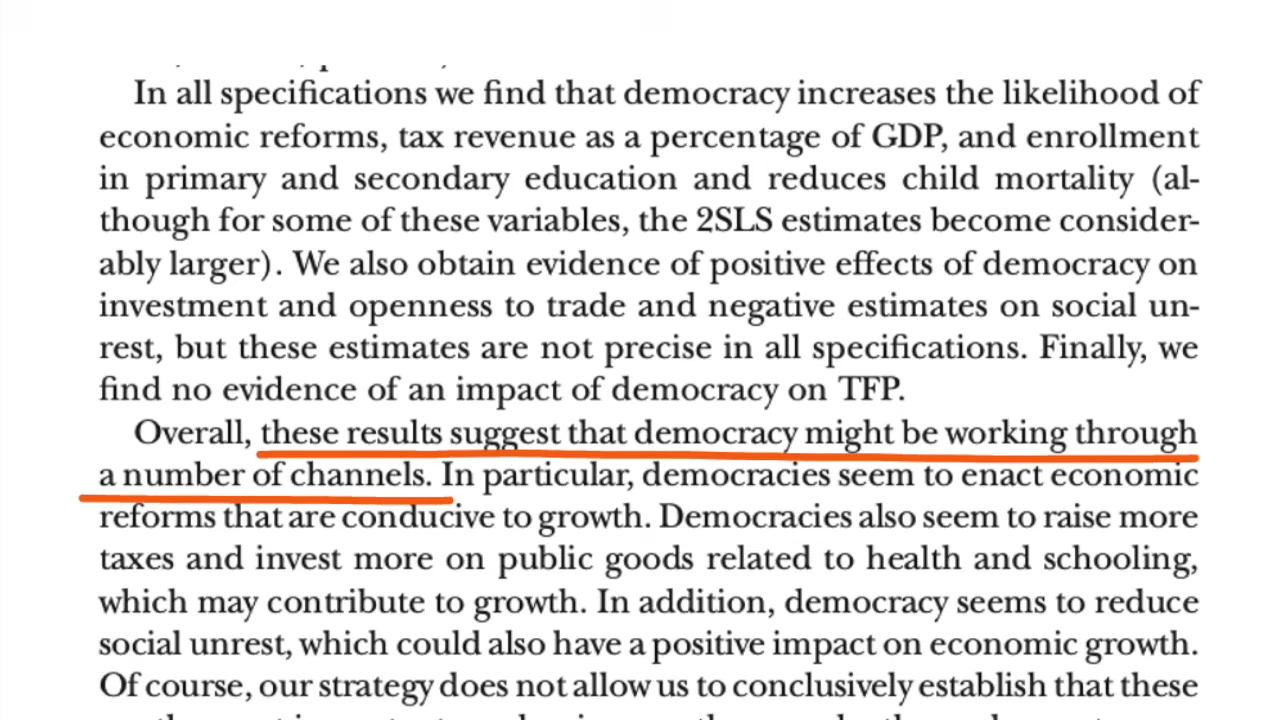 In all specifications we find that democracy increases the likelihood of
economic reforms, tax revenue as a percentage of GDP, and enrollment
in primary and secondary education and reduces child mortality (al-
though for some of these variables, the 2SLS estimates become consider-
ably larger). We also obtain evidence of positive effects of democracy on
investment and openness to trade and negative estimates on social un-
rest, but these estimates are not precise in all specifications. Finally, we
find no evidence of an impact of democracy on TFP.
Overall, these results suggest that democracy might be working through
a number of channels. In particular, democracies seem to enact economic
reforms that are conducive to growth. Democracies also seem to raise more
taxes and invest more on public goods related to health and schooling,
which may contribute to growth. In addition, democracy seems to reduce
social unrest, which could also have a positive impact on economic growth.
Of course, our strategy does not allow us to conclusively establish that these